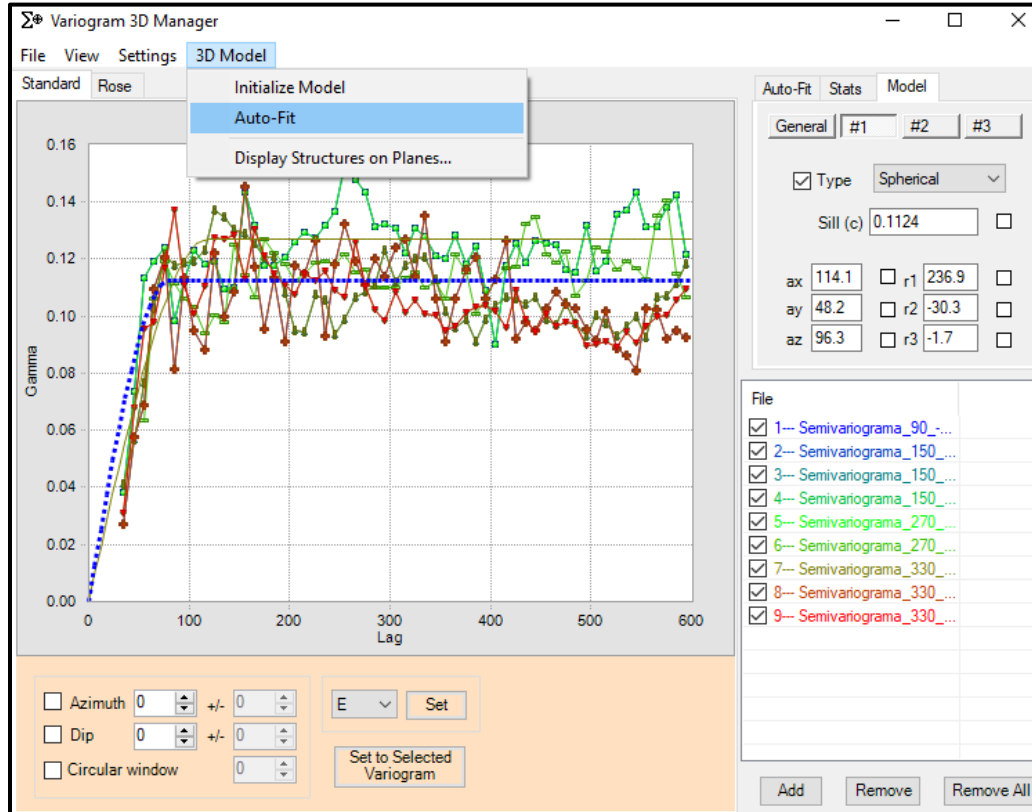 Σ⊕ Variogram 3D Manager
File View Settings 3D Model
Initialize Model
Auto-Fit
Display Structures on Planes...
Standard Rose
0.16
0.14
0.12
0.10
0.08
0.06
0.04
0.02
0.00
Gamma
0 100 200 300 400 500 600
Lag
Azimuth 0 +/- 0
Dip 0 +/- 0
Circular window 0
E Set
Set to Selected
Variogram
Auto-Fit Stats Model
General #1 #2 #3
Type Spherical
Sill (c) 0.1124
ax 114.1 r1 236.9
ay 48.2 r2 -30.3
az 96.3 r3 -1.7
File
1--- Semivariograma_90_-...
2--- Semivariograma_150_...
3--- Semivariograma_150_...
4--- Semivariograma_150_...
5--- Semivariograma_270_...
6--- Semivariograma_270_...
7--- Semivariograma_330_...
8--- Semivariograma_330_...
9--- Semivariograma_330_...
Add Remove Remove All